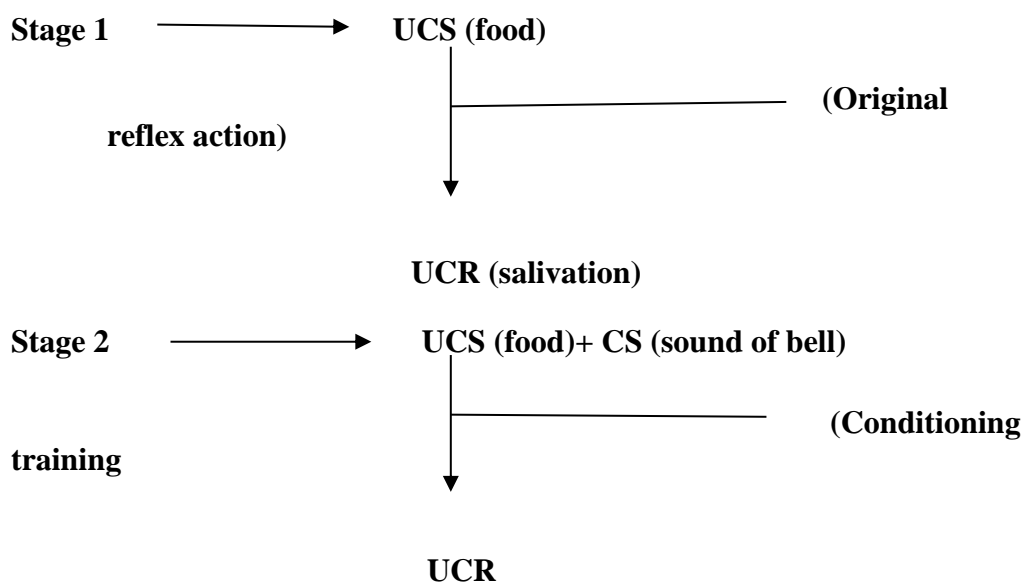 Stage 1 UCS (food)
(Original
reflex action)
UCR (salivation)
Stage 2 UCS (food)+ CS (sound of bell)
(Conditioning
training
UCR